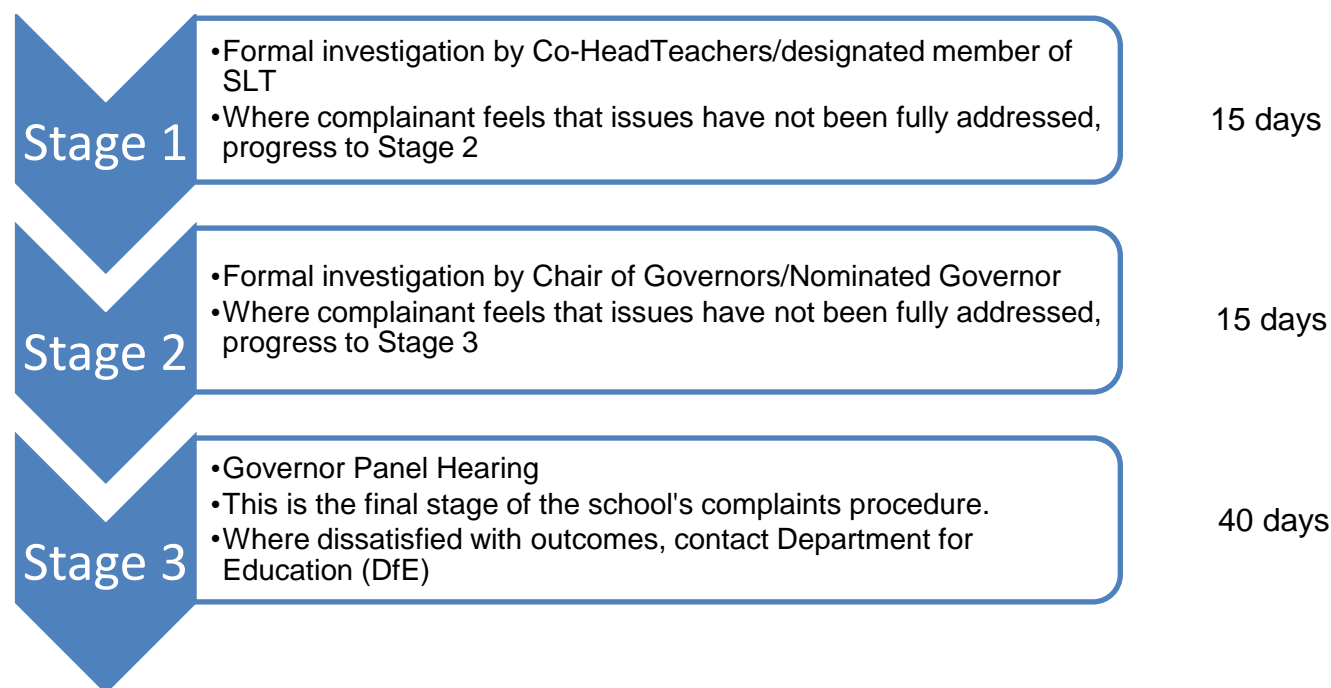 Stage 1
•Formal investigation by Co-HeadTeachers/designated member of
SLT
•Where complainant feels that issues have not been fully addressed,
progress to Stage 2
15 days
Stage 2
•Formal investigation by Chair of Governors/Nominated Governor
•Where complainant feels that issues have not been fully addressed,
progress to Stage 3
15 days
Stage 3
•Governor Panel Hearing
•This is the final stage of the school's complaints procedure.
•Where dissatisfied with outcomes, contact Department for
Education (DfE)
40 days